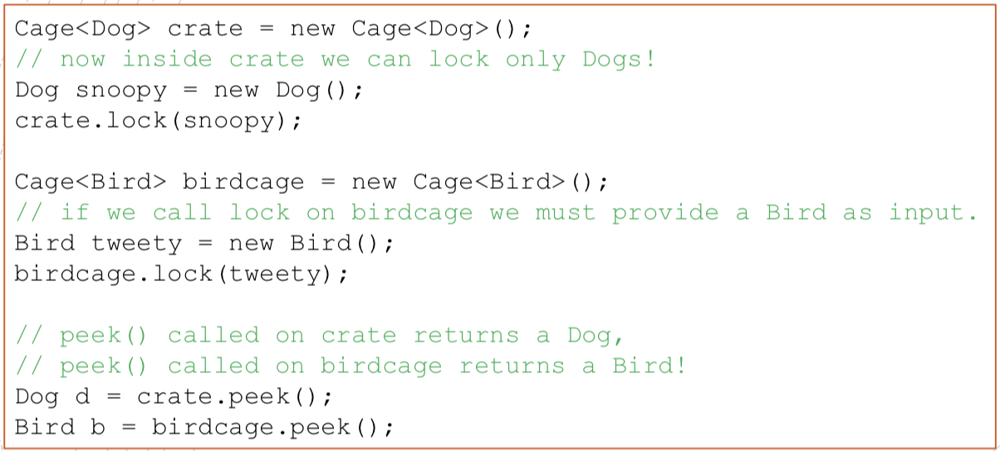 Cage<Dog> crate = new Cage<Dog>();
// now inside crate we can lock only Dogs!
Dog snoopy = new Dog();
crate.lock(snoopy);
Cage<Bird> birdcage = new Cage<Bird>();
// if we call lock on birdcage we must provide a Bird as input.
Bird tweety = new Bird();
birdcage.lock(tweety);
// peek() called on crate returns a Dog,
// peek() called on birdcage returns a Bird!
Dog d = crate.peek();
Bird b = birdcage.peek();